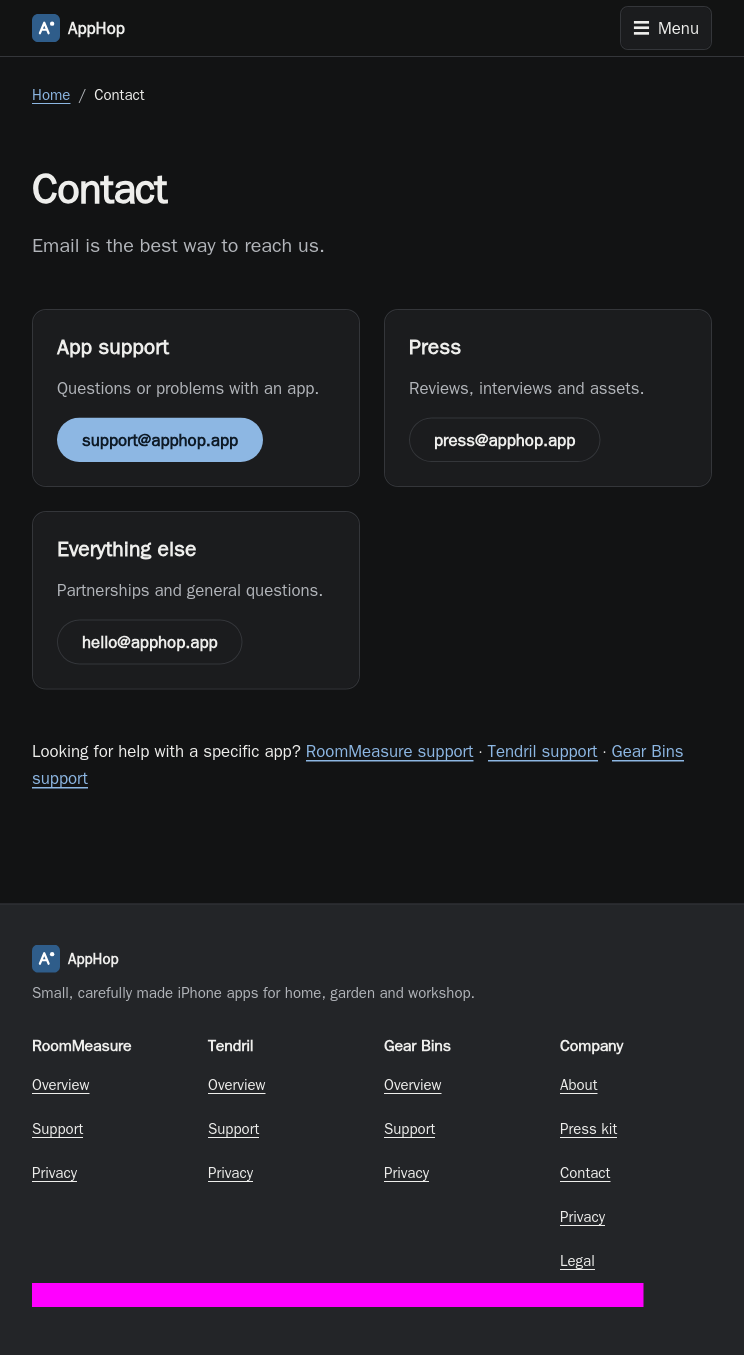 AppHop
Menu
Home / Contact
Contact
Email is the best way to reach us.
App support
Questions or problems with an app.
support@apphop.app
Press
Reviews, interviews and assets.
press@apphop.app
Everything else
Partnerships and general questions.
hello@apphop.app
Looking for help with a specific app? RoomMeasure support · Tendril support · Gear Bins
support
AppHop
Small, carefully made iPhone apps for home, garden and workshop.
RoomMeasure
Overview
Support
Privacy
Tendril
Overview
Support
Privacy
Gear Bins
Overview
Support
Privacy
Company
About
Press kit
Contact
Privacy
Legal